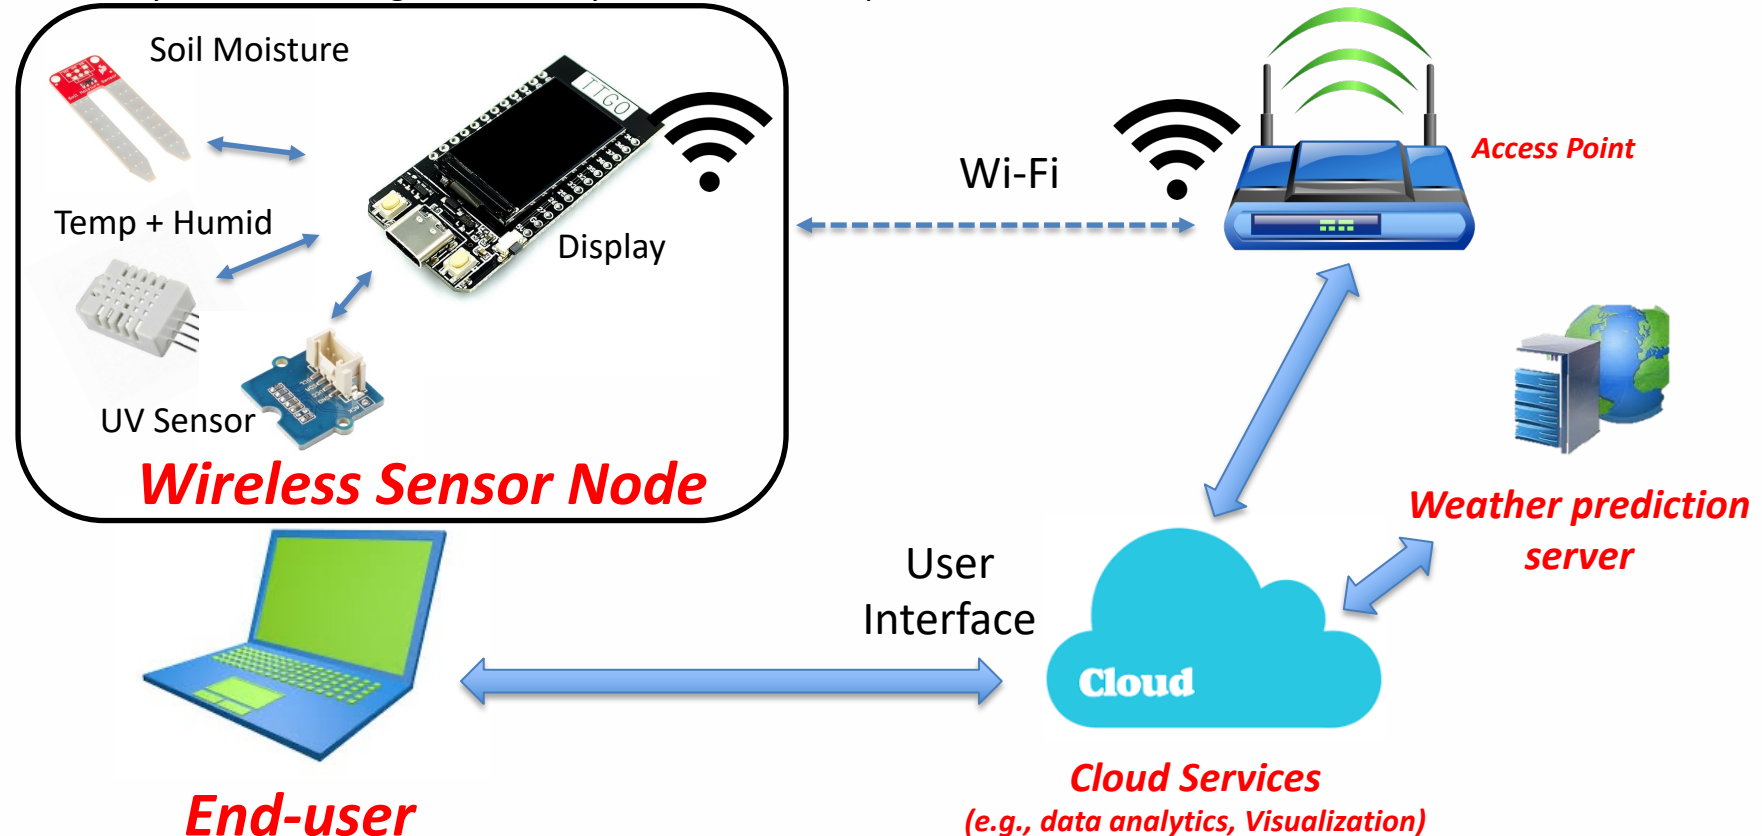 Soil Moisture
TTGO
Temp + Humid
Display
UV Sensor
Wireless Sensor Node
Wi-Fi
Access Point
Weather prediction
server
User
Interface
Cloud
Cloud Services
(e.g., data analytics, Visualization)
End-user